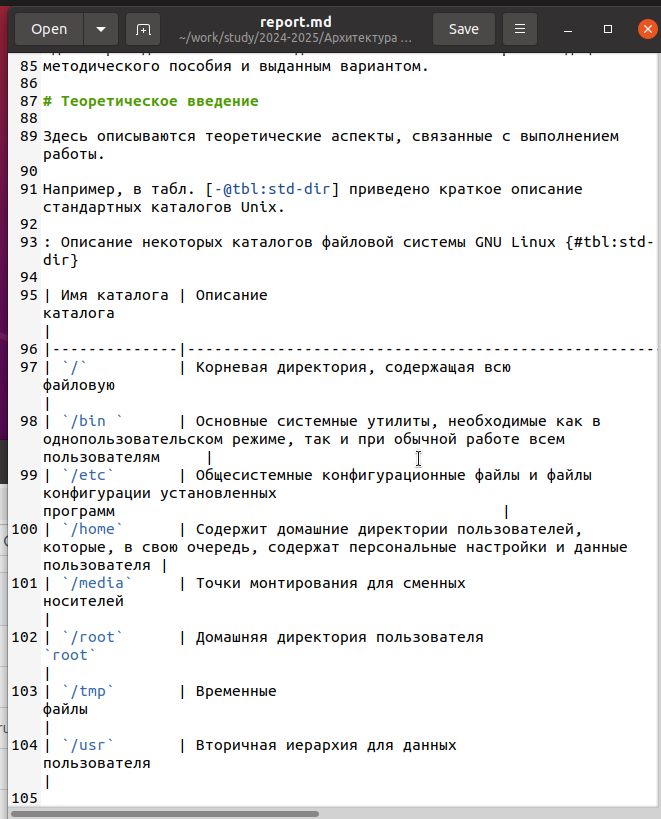 Open
report.md
~/work/study/2024-2025/Архитектура ...
Save
85 методического пособия и выданным вариантом.
86
87 # Теоретическое введение
88
89 Здесь описываются теоретические аспекты, связанные с выполнением
работы.
90
91 Например, в табл. [-@tbl:std-dir] приведено краткое описание
стандартных каталогов Unix.
92
93 : Описание некоторых каталогов файловой системы GNU Linux {#tbl:std-
dir}
94
95 | Имя каталога | Описание
каталога
|
96 |--------------|----------------------------------------------------
97 | `/` | Корневая директория, содержащая всю
файловую
|
98 | `/bin ` | Основные системные утилиты, необходимые как в
однопользовательском режиме, так и при обычной работе всем
пользователям |
99 | `/etc` | Общесистемные конфигурационные файлы и файлы
конфигурации установленных
программ |
100 | `/home` | Содержит домашние директории пользователей,
которые, в свою очередь, содержат персональные настройки и данные
пользователя |
101 | `/media` | Точки монтирования для сменных
носителей
|
102 | `/root` | Домашняя директория пользователя
`root`
|
103 | `/tmp` | Временные
файлы
|
104 | `/usr` | Вторичная иерархия для данных
пользователя
|
105